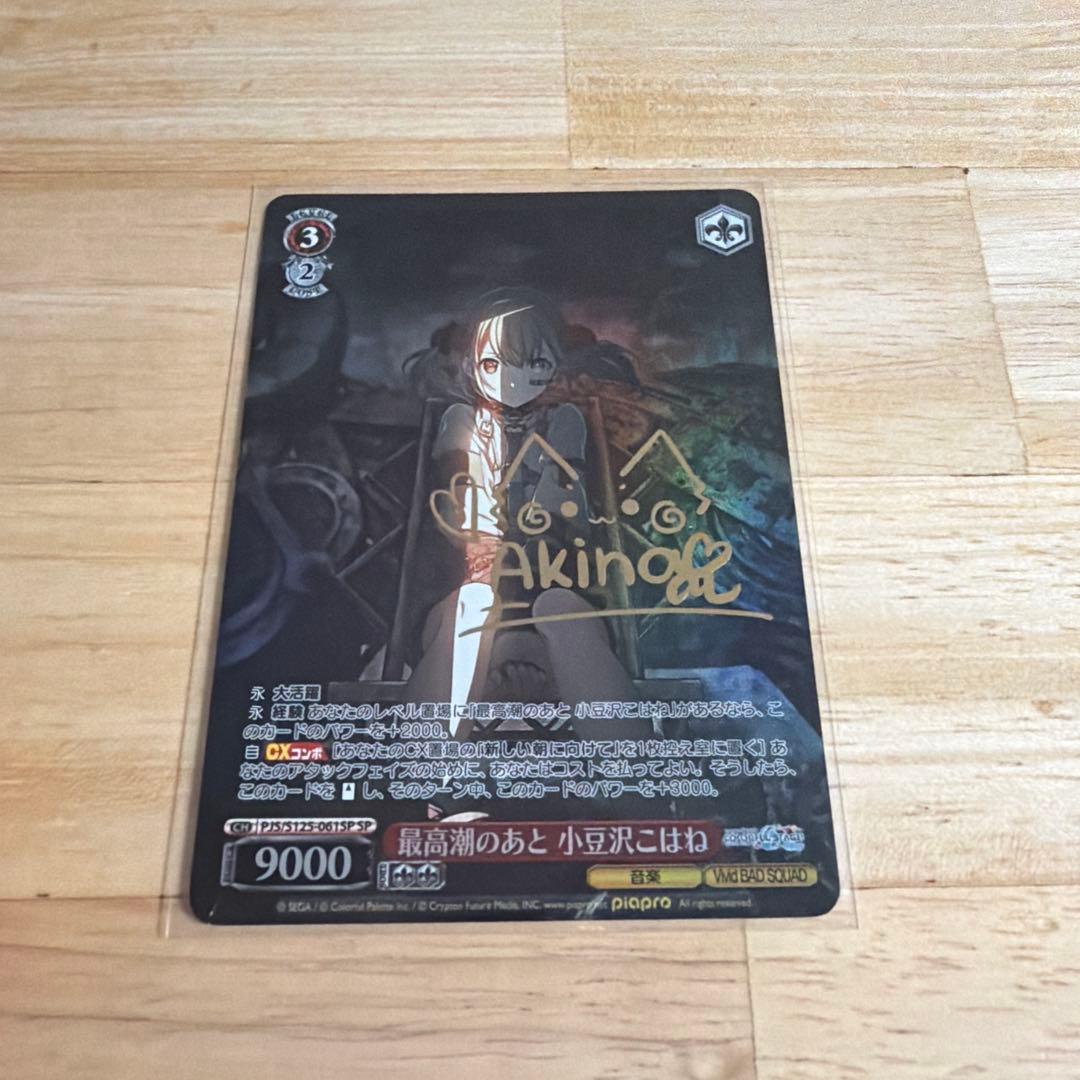 3
2
Akino
永 大活躍
永 経験 あなたのレベル置場に「最高潮のあと 小豆沢こはね」があるなら、こ
のカードのパワーを+2000。
自 CXコンボ ［あなたのCX置場の「新しい朝に向けて」を1枚控え室に置く］ あ
なたのアタックフェイズの始めに、あなたはコストを払ってよい。そうしたら、
このカードを し、そのターン中、このカードのパワーを+3000。
CH PJS/S125-061SP SP
9000
最高潮のあと 小豆沢こはね
音楽
Vivid BAD SQUAD
© SEGA / © Colorful Palette Inc. / © Crypton Future Media, INC. www.piapro.net piapro All rights reserved.